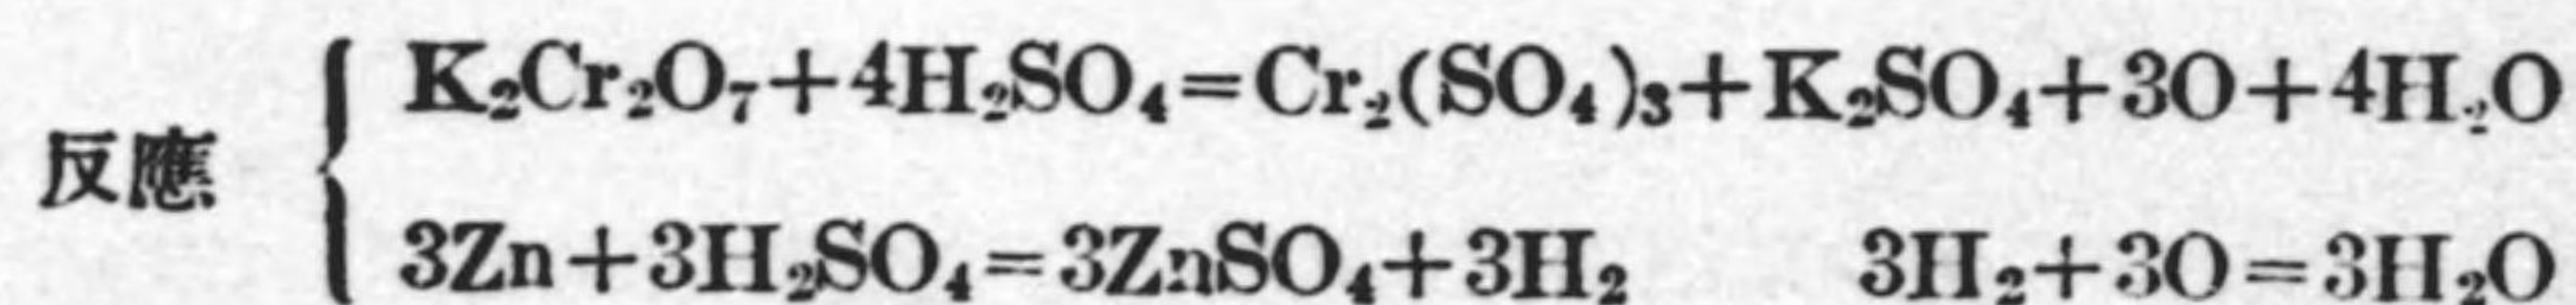 K₂Cr₂O₇+4H₂SO₄=Cr₂(SO₄)₃+K₂SO₄+3O+4H₂O
反應
3Zn+3H₂SO₄=3ZnSO₄+3H₂ 3H₂+3O=3H₂O